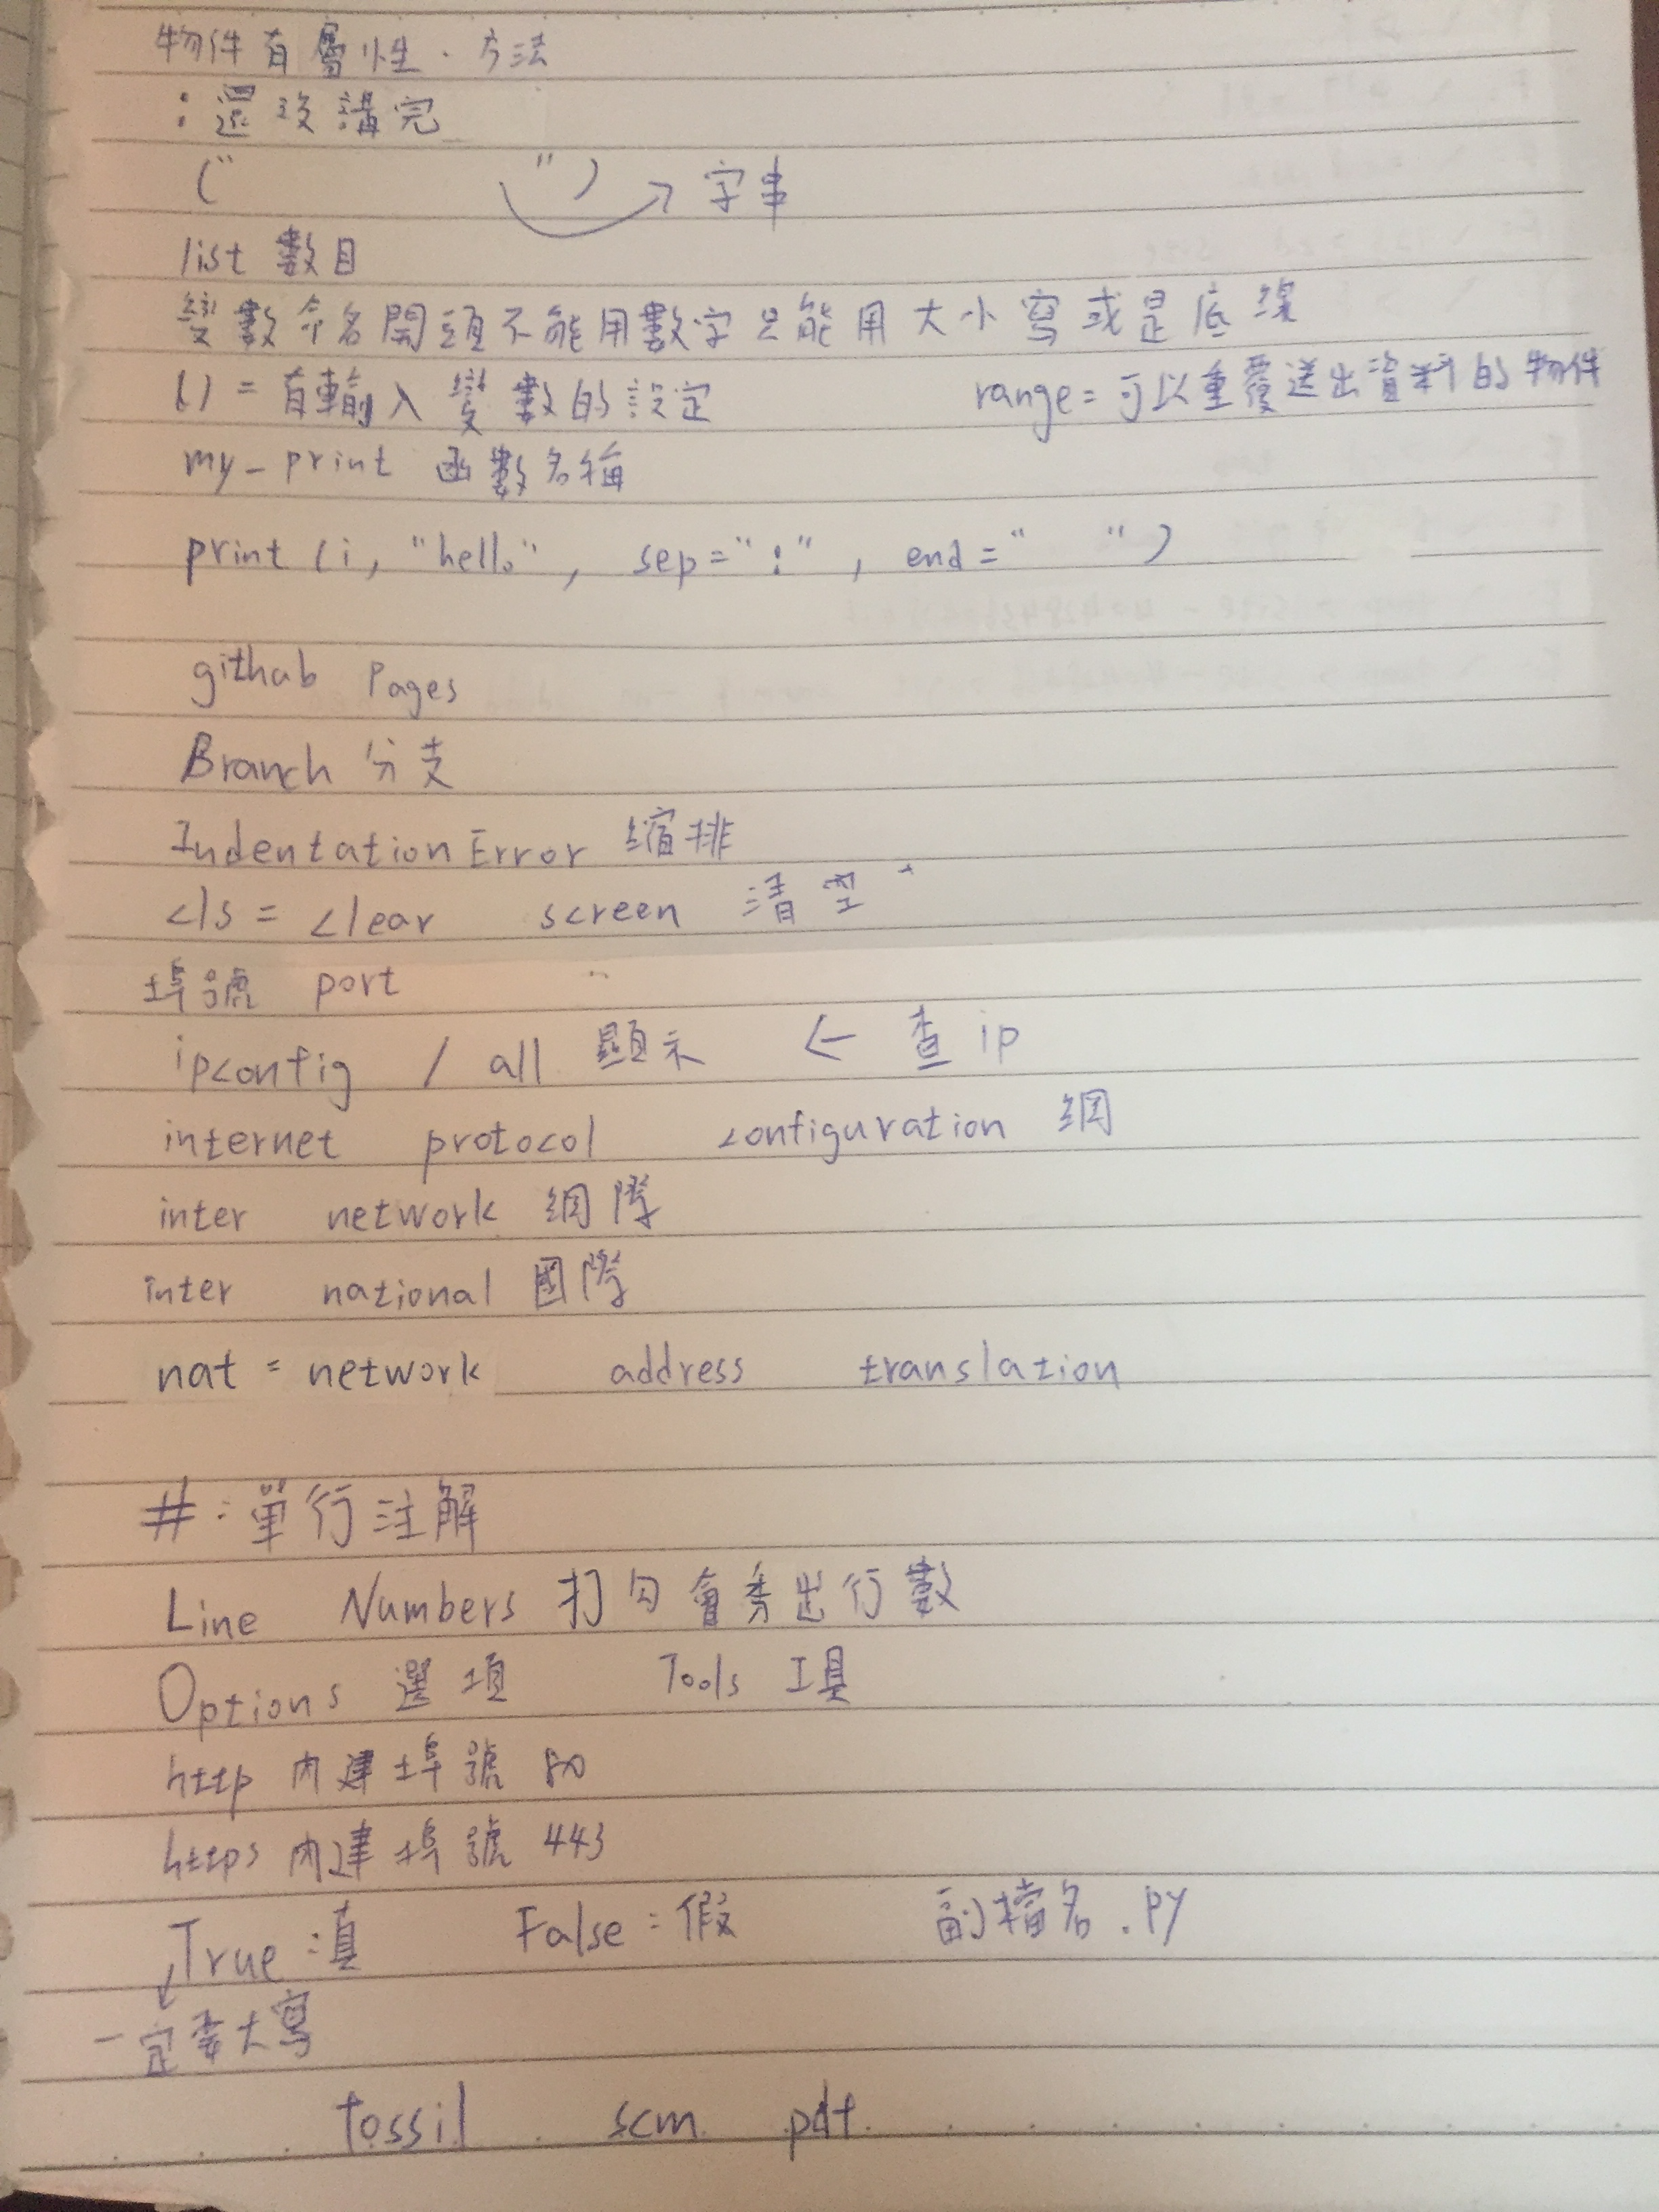 物件有屬性、方法
：還沒講完
(" ") → 字串
list 數目
變數命名開頭不能用數字只能用大小寫或是底線
() = 有輸入變數的設定 range = 可以重覆送出資料的物件
my_print 函數名稱
print (i, "hello", sep=":", end=" ")
github Pages
Branch 分支
IndentationError 縮排
cls = clear screen 清空
埠號 port
ipconfig / all 顯示 ← 查 ip
internet protocol configuration 網
inter network 網際
inter national 國際
nat = network address translation
#：單行注解
Line Numbers 打勾會秀出行數
Options 選項 Tools 工具
http 內建埠號 80
https 內建埠號 443
True：真 False：假 副檔名.py
↓
一定要大寫
fossil scm pdf